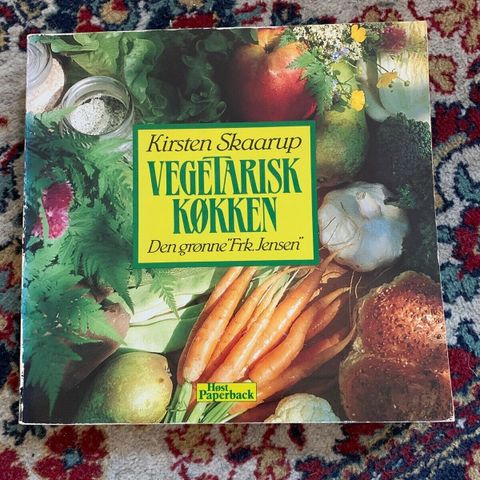 Kirsten Skaarup
VEGETARISK
KØKKEN
Den grønne "Frk. Jensen"
Høst
Paperback